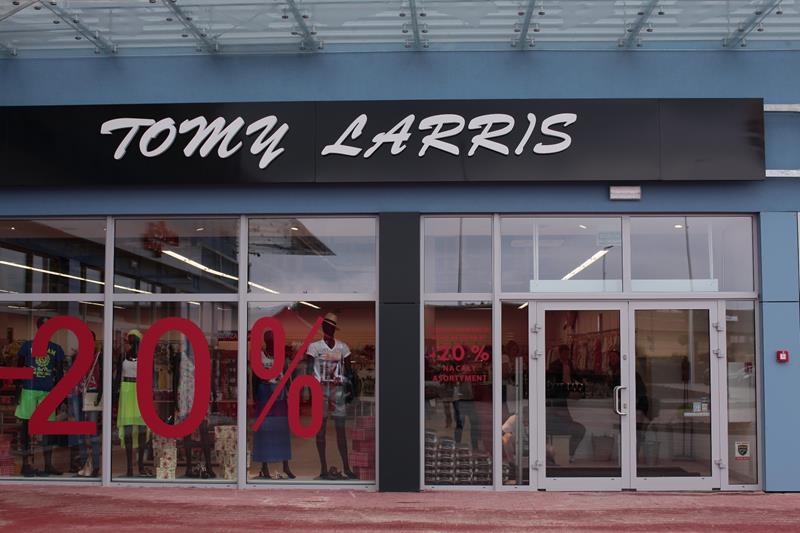 TOMY LARRIS
-20%
-20 %
NA CAŁY
ASORTYMENT